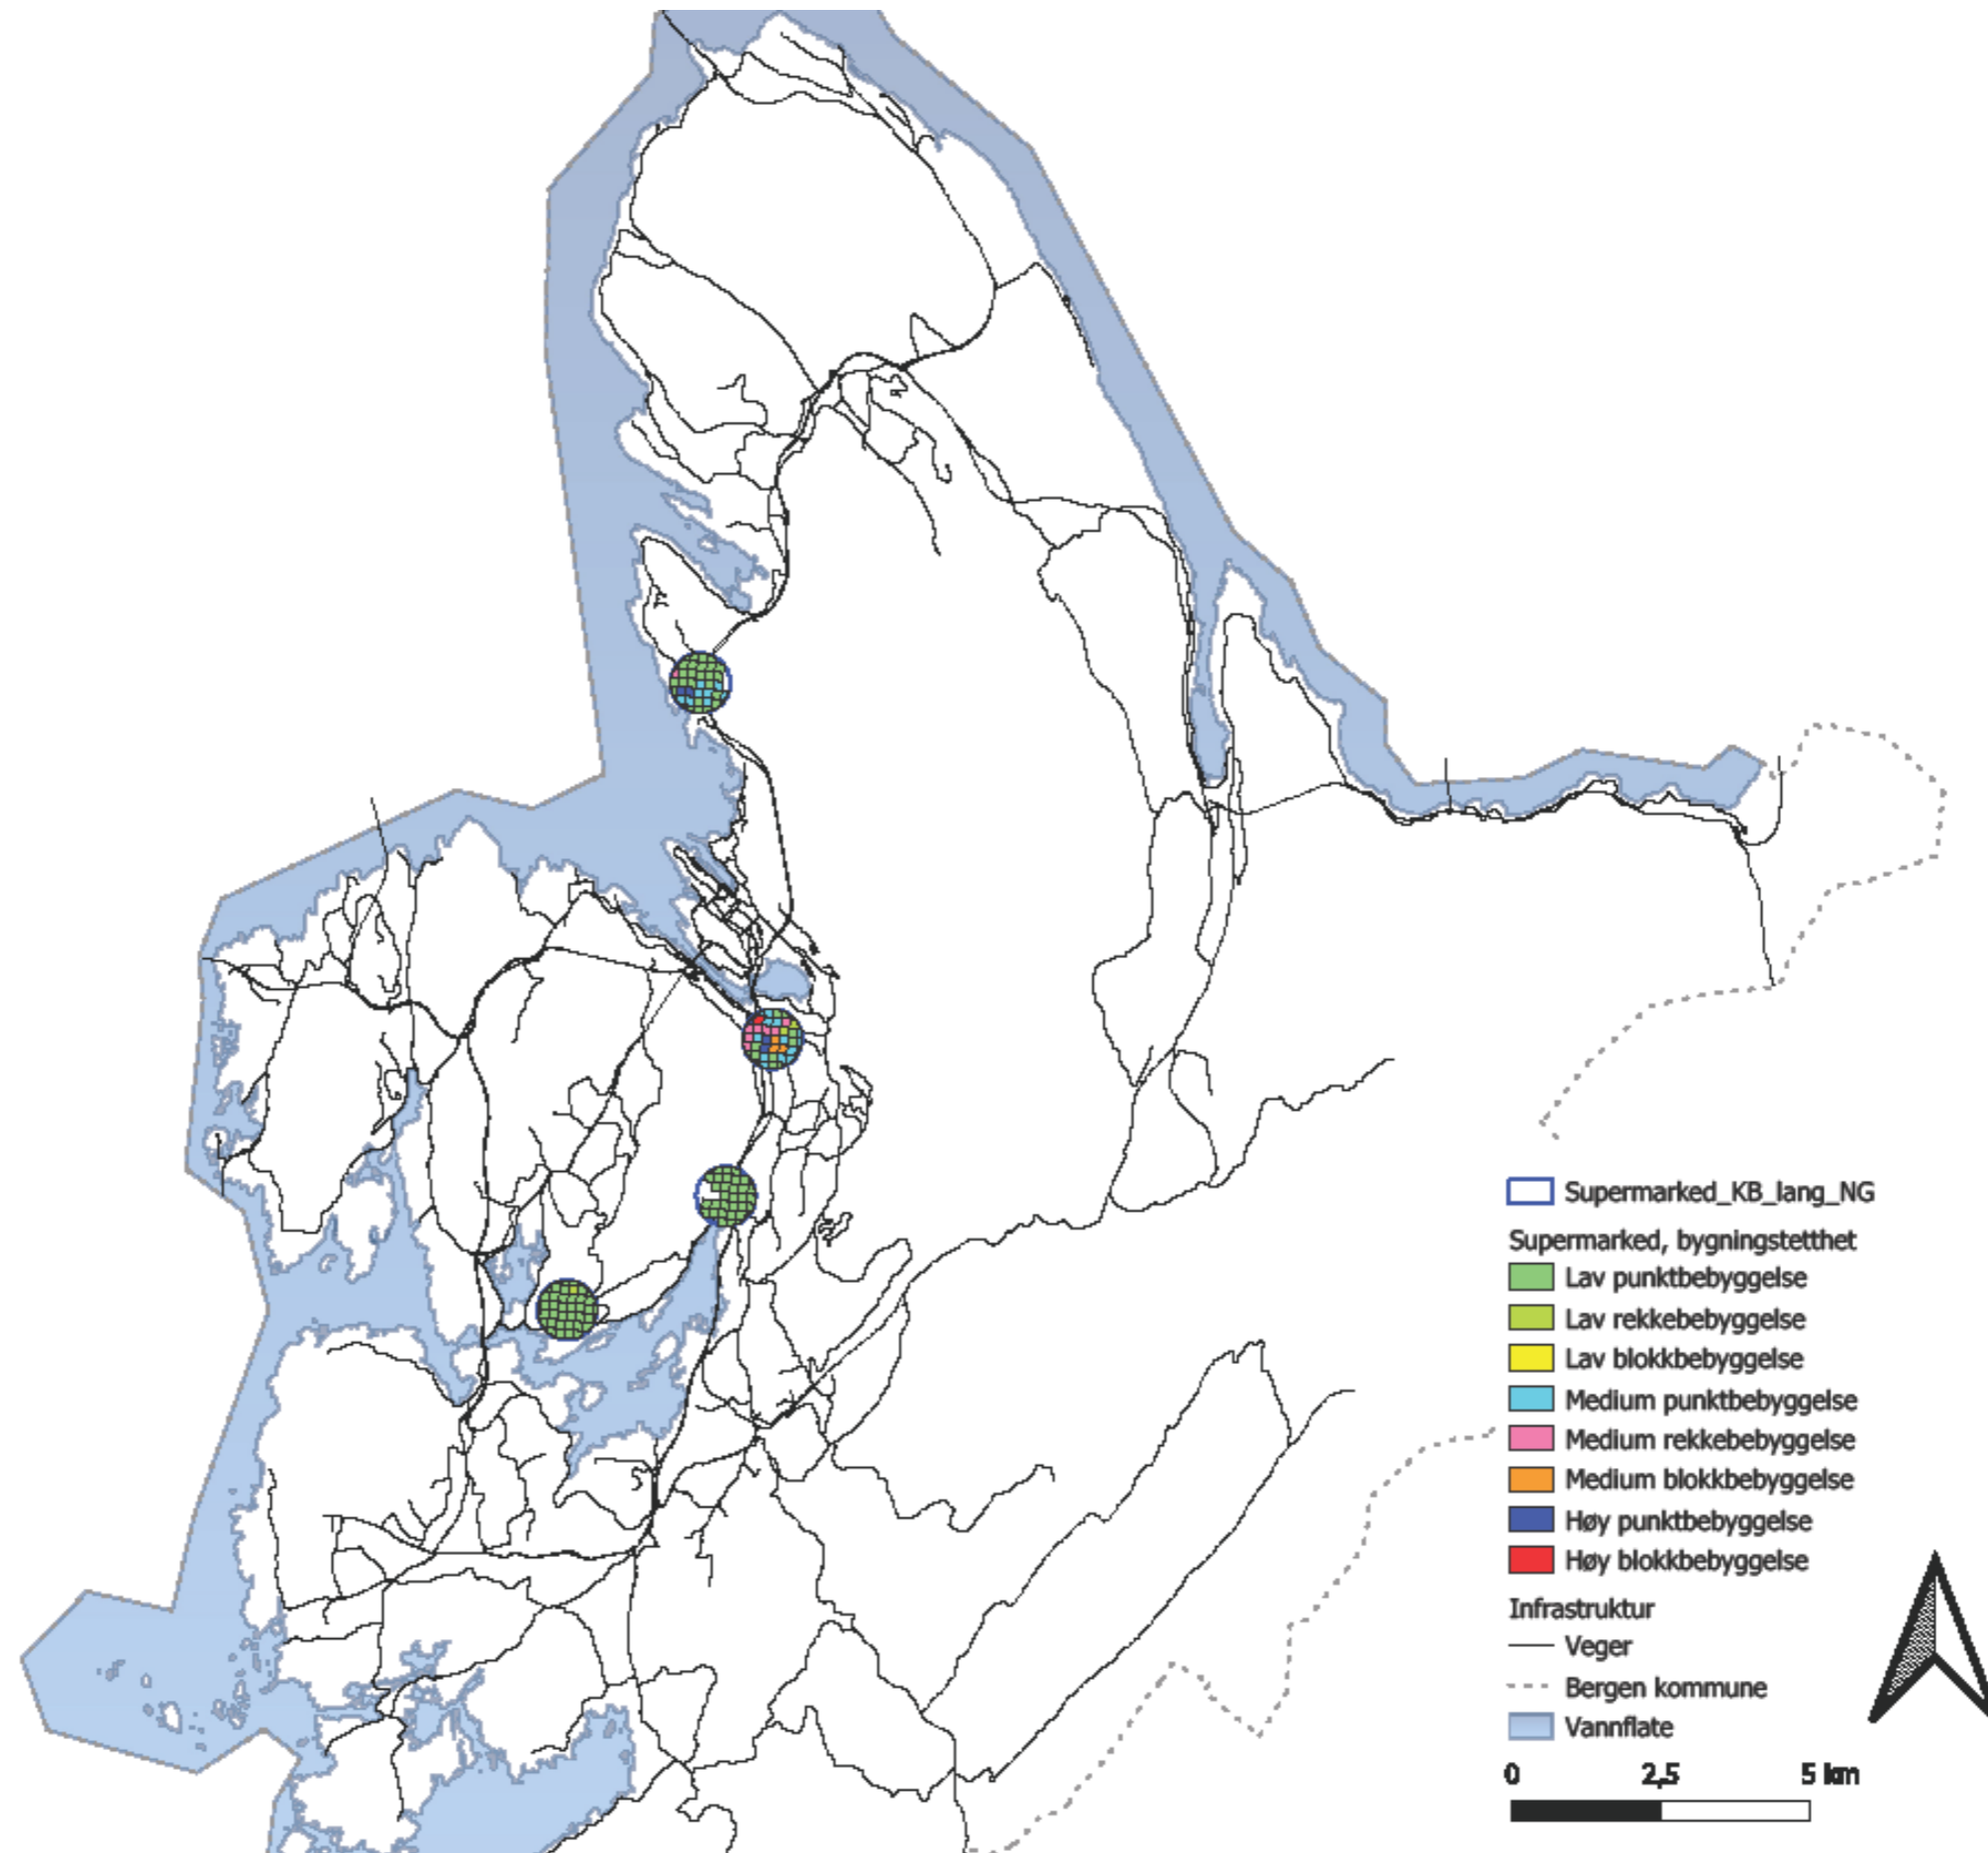 Supermarked_KB_lang_NG
Supermarked, bygningstetthet
Lav punktbebyggelse
Lav rekkebebyggelse
Lav blokkbebyggelse
Medium punktbebyggelse
Medium rekkebebyggelse
Medium blokkbebyggelse
Høy punktbebyggelse
Høy blokkbebyggelse
Infrastruktur
Veger
Bergen kommune
Vannflate
0 2,5 5 km